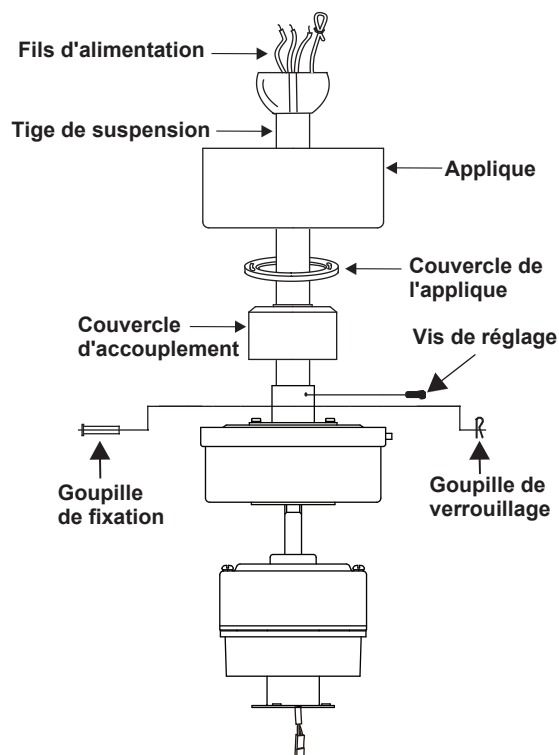 Fils d'alimentation
Tige de suspension
Applique
Couvercle de
l'applique
Couvercle
d'accouplement
Vis de réglage
Goupille
de fixation
Goupille de
verrouillage